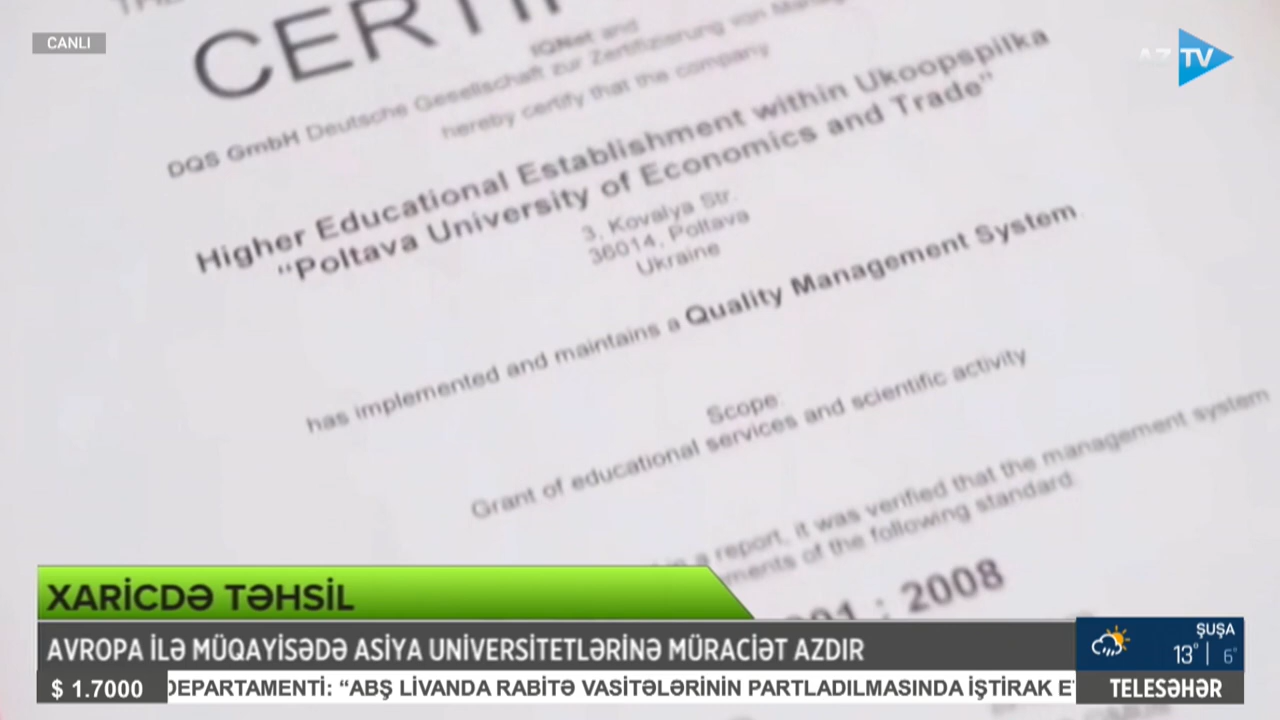 CANLI
AZTV
DQS GmbH Deutsche Gesellschaft zur Zertifizierung von
IQNet and
hereby certify that the company
Higher Educational Establishment within Ukoopspilka
“Poltava University of Economics and Trade”
3, Kovalya Str.
36014, Poltava
Ukraine
has implemented and maintains a Quality Management System.
Scope:
Grant of educational services and scientific activity
a report, it was verified that the management system
of the following standard:
: 2008
XARİCDƏ TƏHSİL
AVROPA İLƏ MÜQAYİSƏDƏ ASİYA UNİVERSİTETLƏRİNƏ MÜRACİƏT AZDIR
ŞUŞA
13° | 6°
$ 1.7000
DEPARTAMENTİ: “ABŞ LİVANDA RABİTƏ VASİTƏLƏRİNİN PARTLADILMASINDA İŞTİRAK
TELESƏHƏR